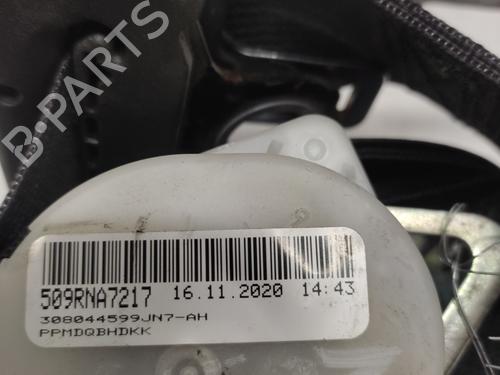 B-PARTS
509RNA7217 16.11.2020 14:43
308044599JN7-AH
PPMDQBHDKK